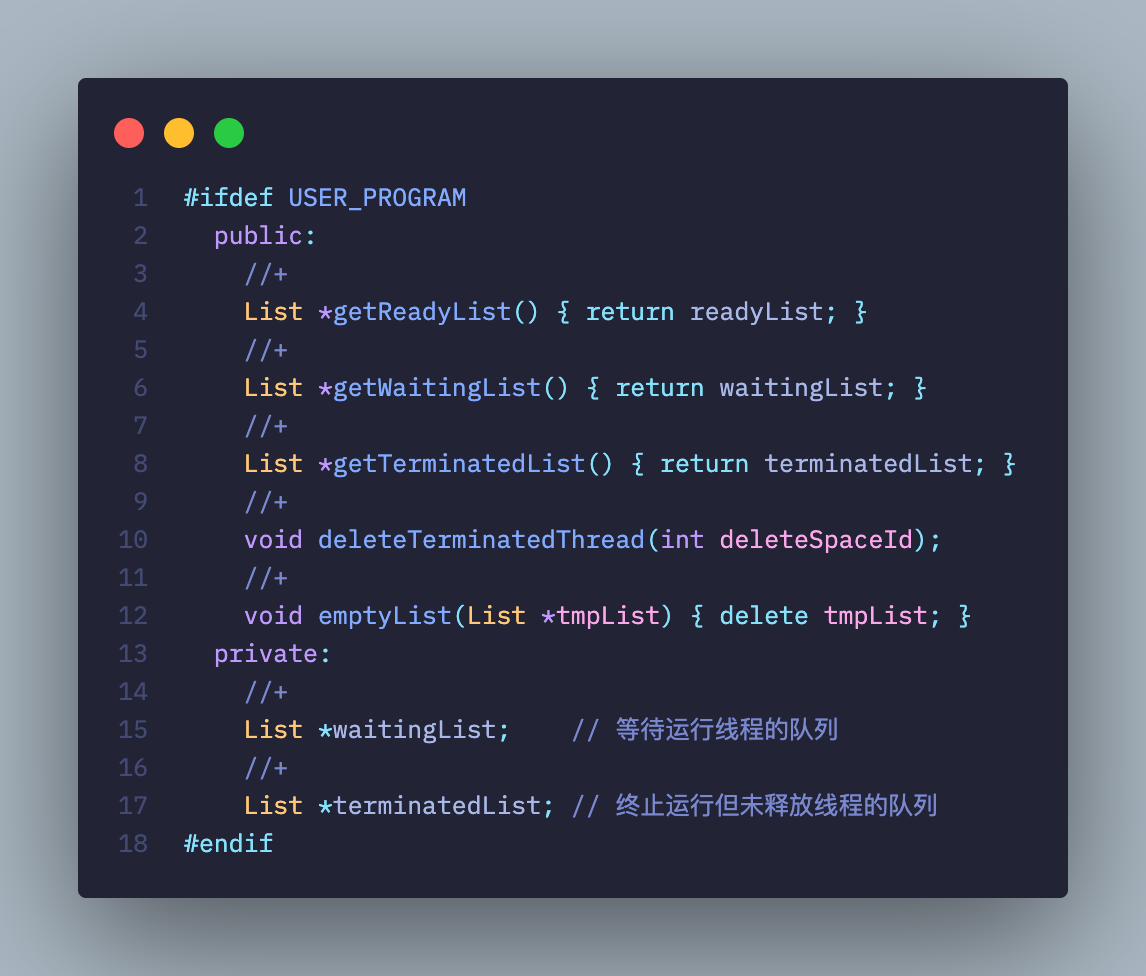 1 #ifdef USER_PROGRAM
2   public:
3     //+
4     List *getReadyList() { return readyList; }
5     //+
6     List *getWaitingList() { return waitingList; }
7     //+
8     List *getTerminatedList() { return terminatedList; }
9     //+
10     void deleteTerminatedThread(int deleteSpaceId);
11     //+
12     void emptyList(List *tmpList) { delete tmpList; }
13   private:
14     //+
15     List *waitingList;    // 等待运行线程的队列
16     //+
17     List *terminatedList; // 终止运行但未释放线程的队列
18 #endif